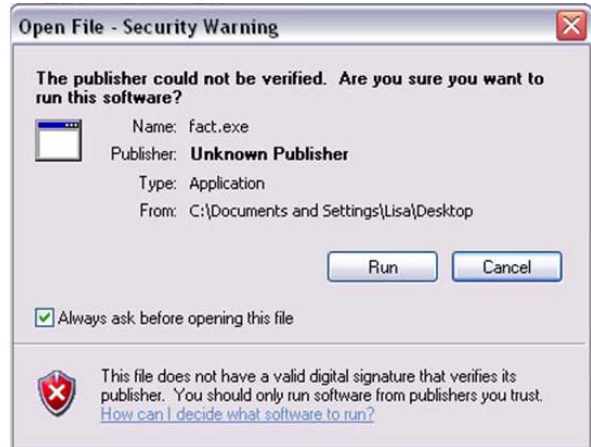 Open File - Security Warning
The publisher could not be verified.  Are you sure you want to
run this software?
Name: fact.exe
Publisher: Unknown Publisher
Type: Application
From: C:\Documents and Settings\Lisa\Desktop
Run Cancel
Always ask before opening this file
This file does not have a valid digital signature that verifies its
publisher.  You should only run software from publishers you trust.
How can I decide what software to run?